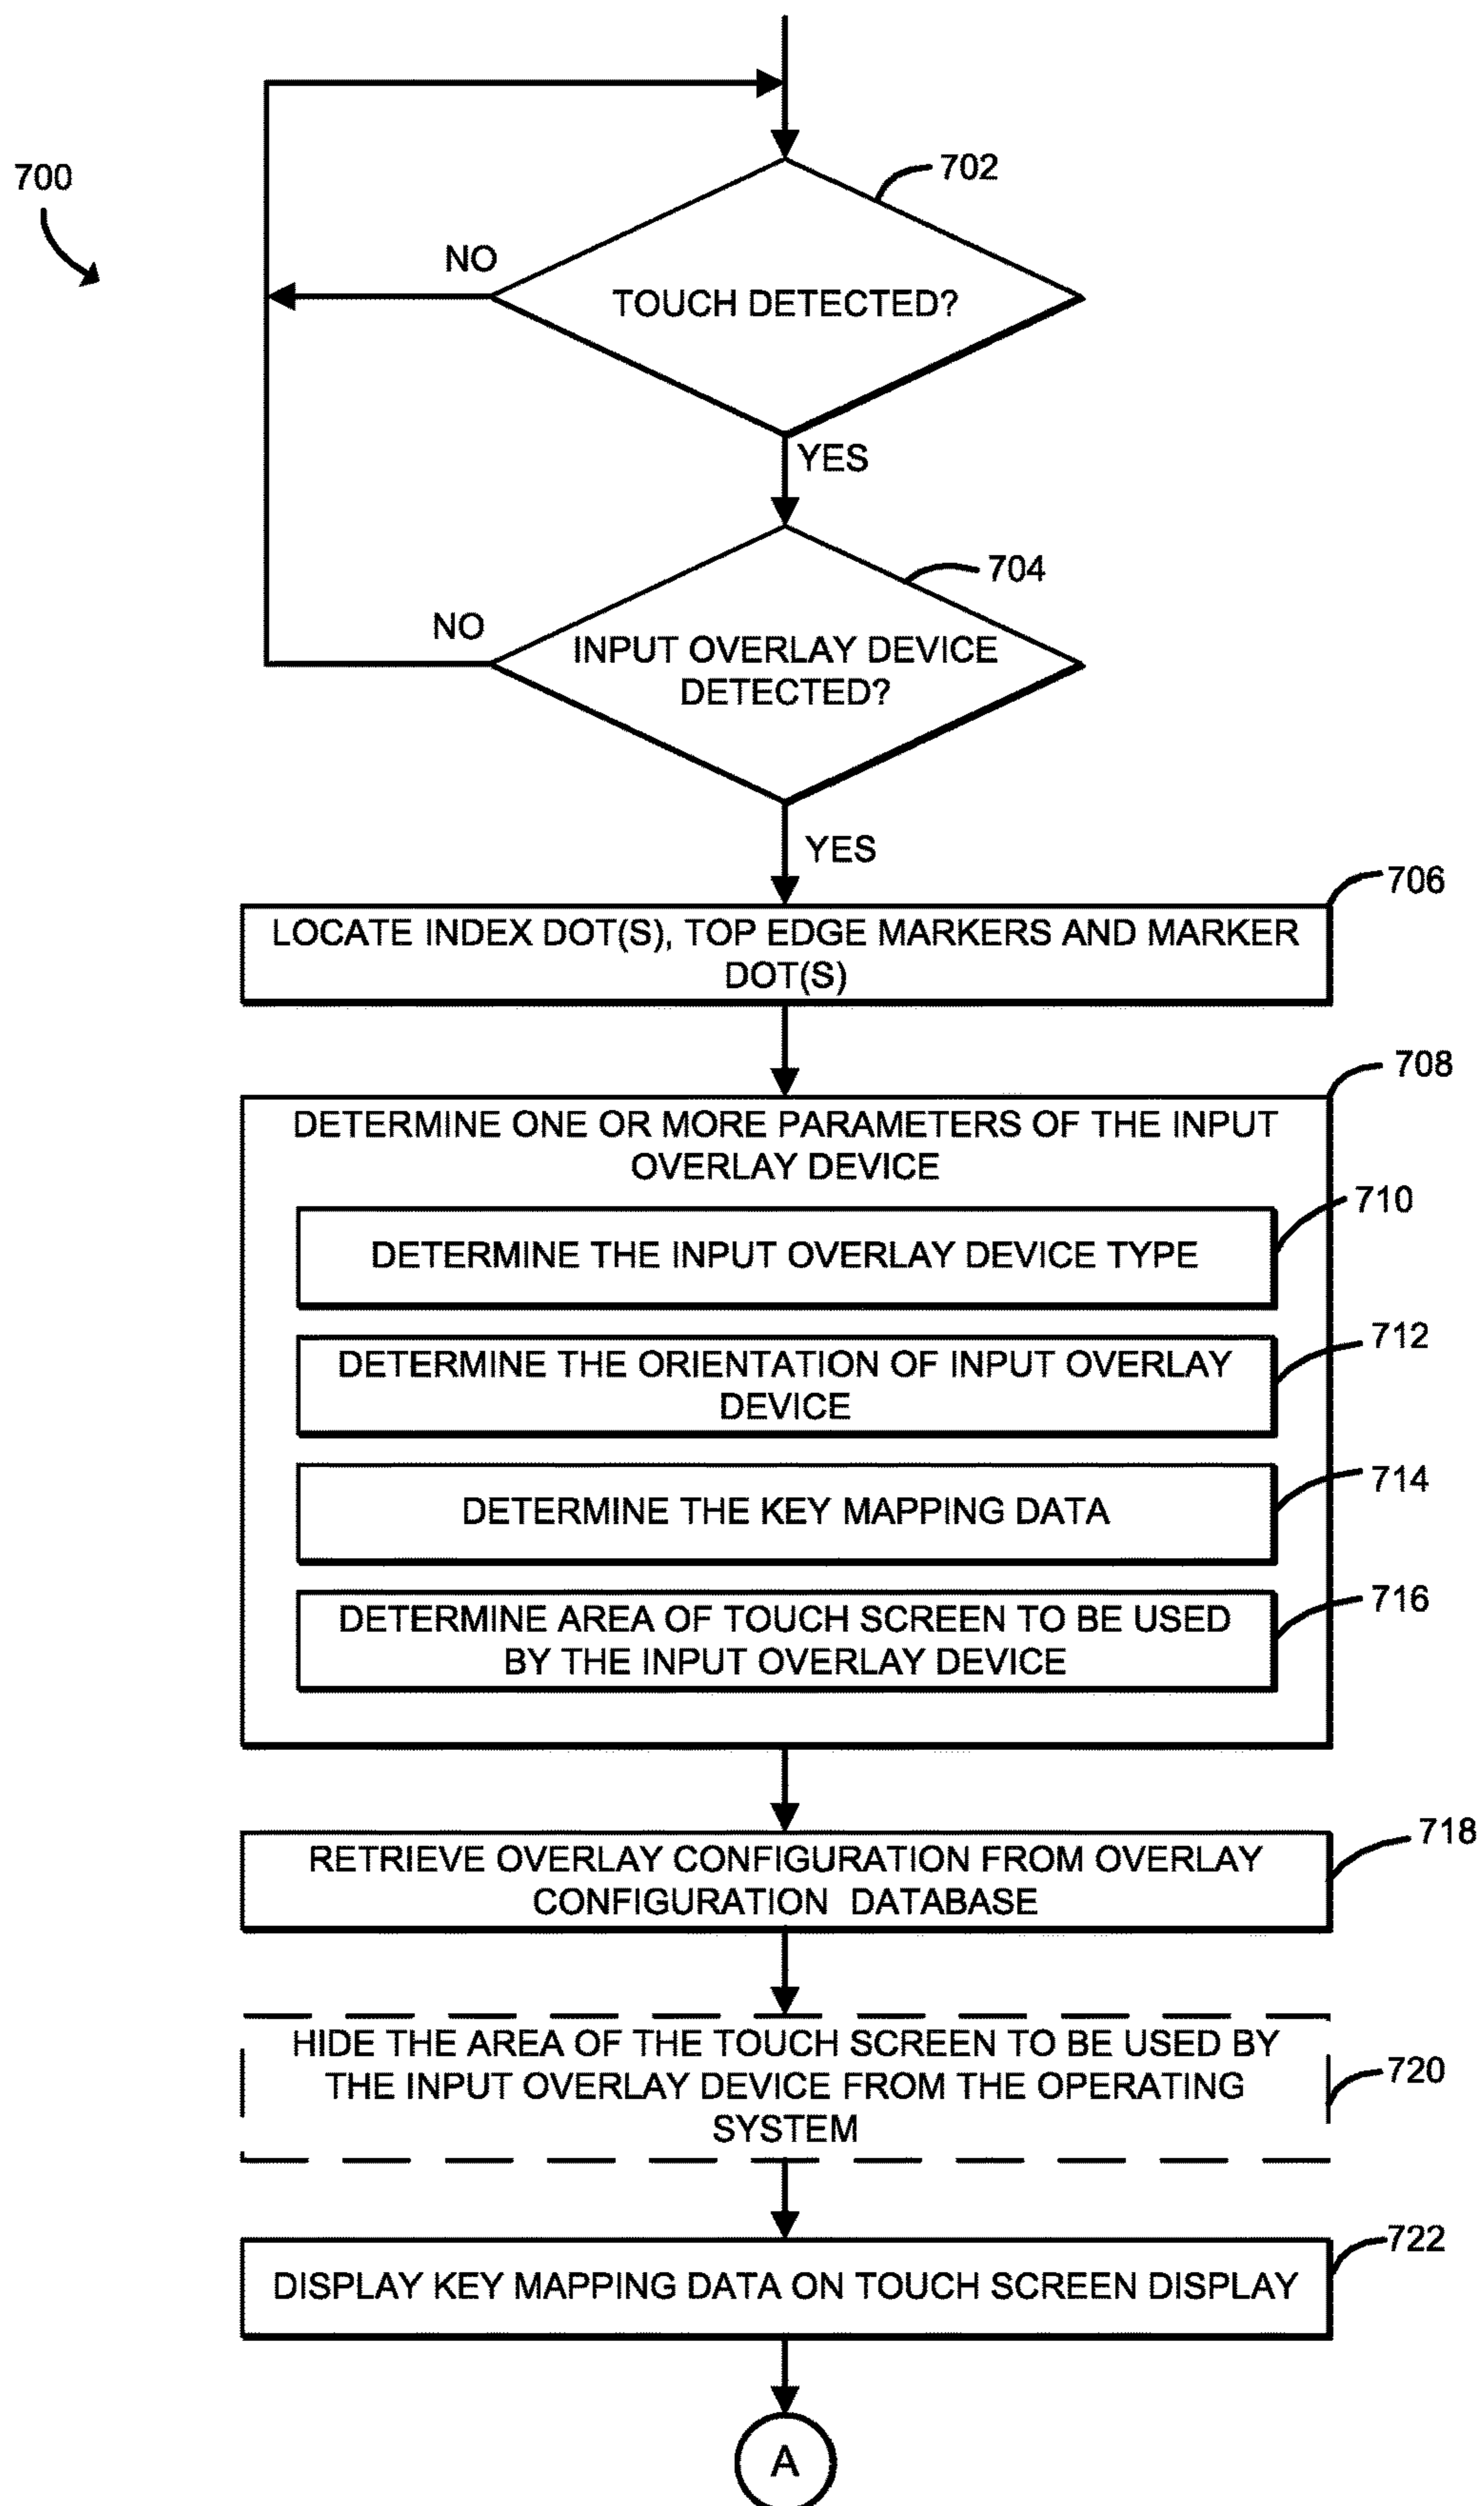 700
702
NO
TOUCH DETECTED?
YES
704
NO
INPUT OVERLAY DEVICE
DETECTED?
YES
706
LOCATE INDEX DOT(S), TOP EDGE MARKERS AND MARKER
DOT(S)
708
DETERMINE ONE OR MORE PARAMETERS OF THE INPUT
OVERLAY DEVICE
710
DETERMINE THE INPUT OVERLAY DEVICE TYPE
712
DETERMINE THE ORIENTATION OF INPUT OVERLAY
DEVICE
714
DETERMINE THE KEY MAPPING DATA
716
DETERMINE AREA OF TOUCH SCREEN TO BE USED
BY THE INPUT OVERLAY DEVICE
718
RETRIEVE OVERLAY CONFIGURATION FROM OVERLAY
CONFIGURATION DATABASE
HIDE THE AREA OF THE TOUCH SCREEN TO BE USED BY
THE INPUT OVERLAY DEVICE FROM THE OPERATING
SYSTEM
720
722
DISPLAY KEY MAPPING DATA ON TOUCH SCREEN DISPLAY
A